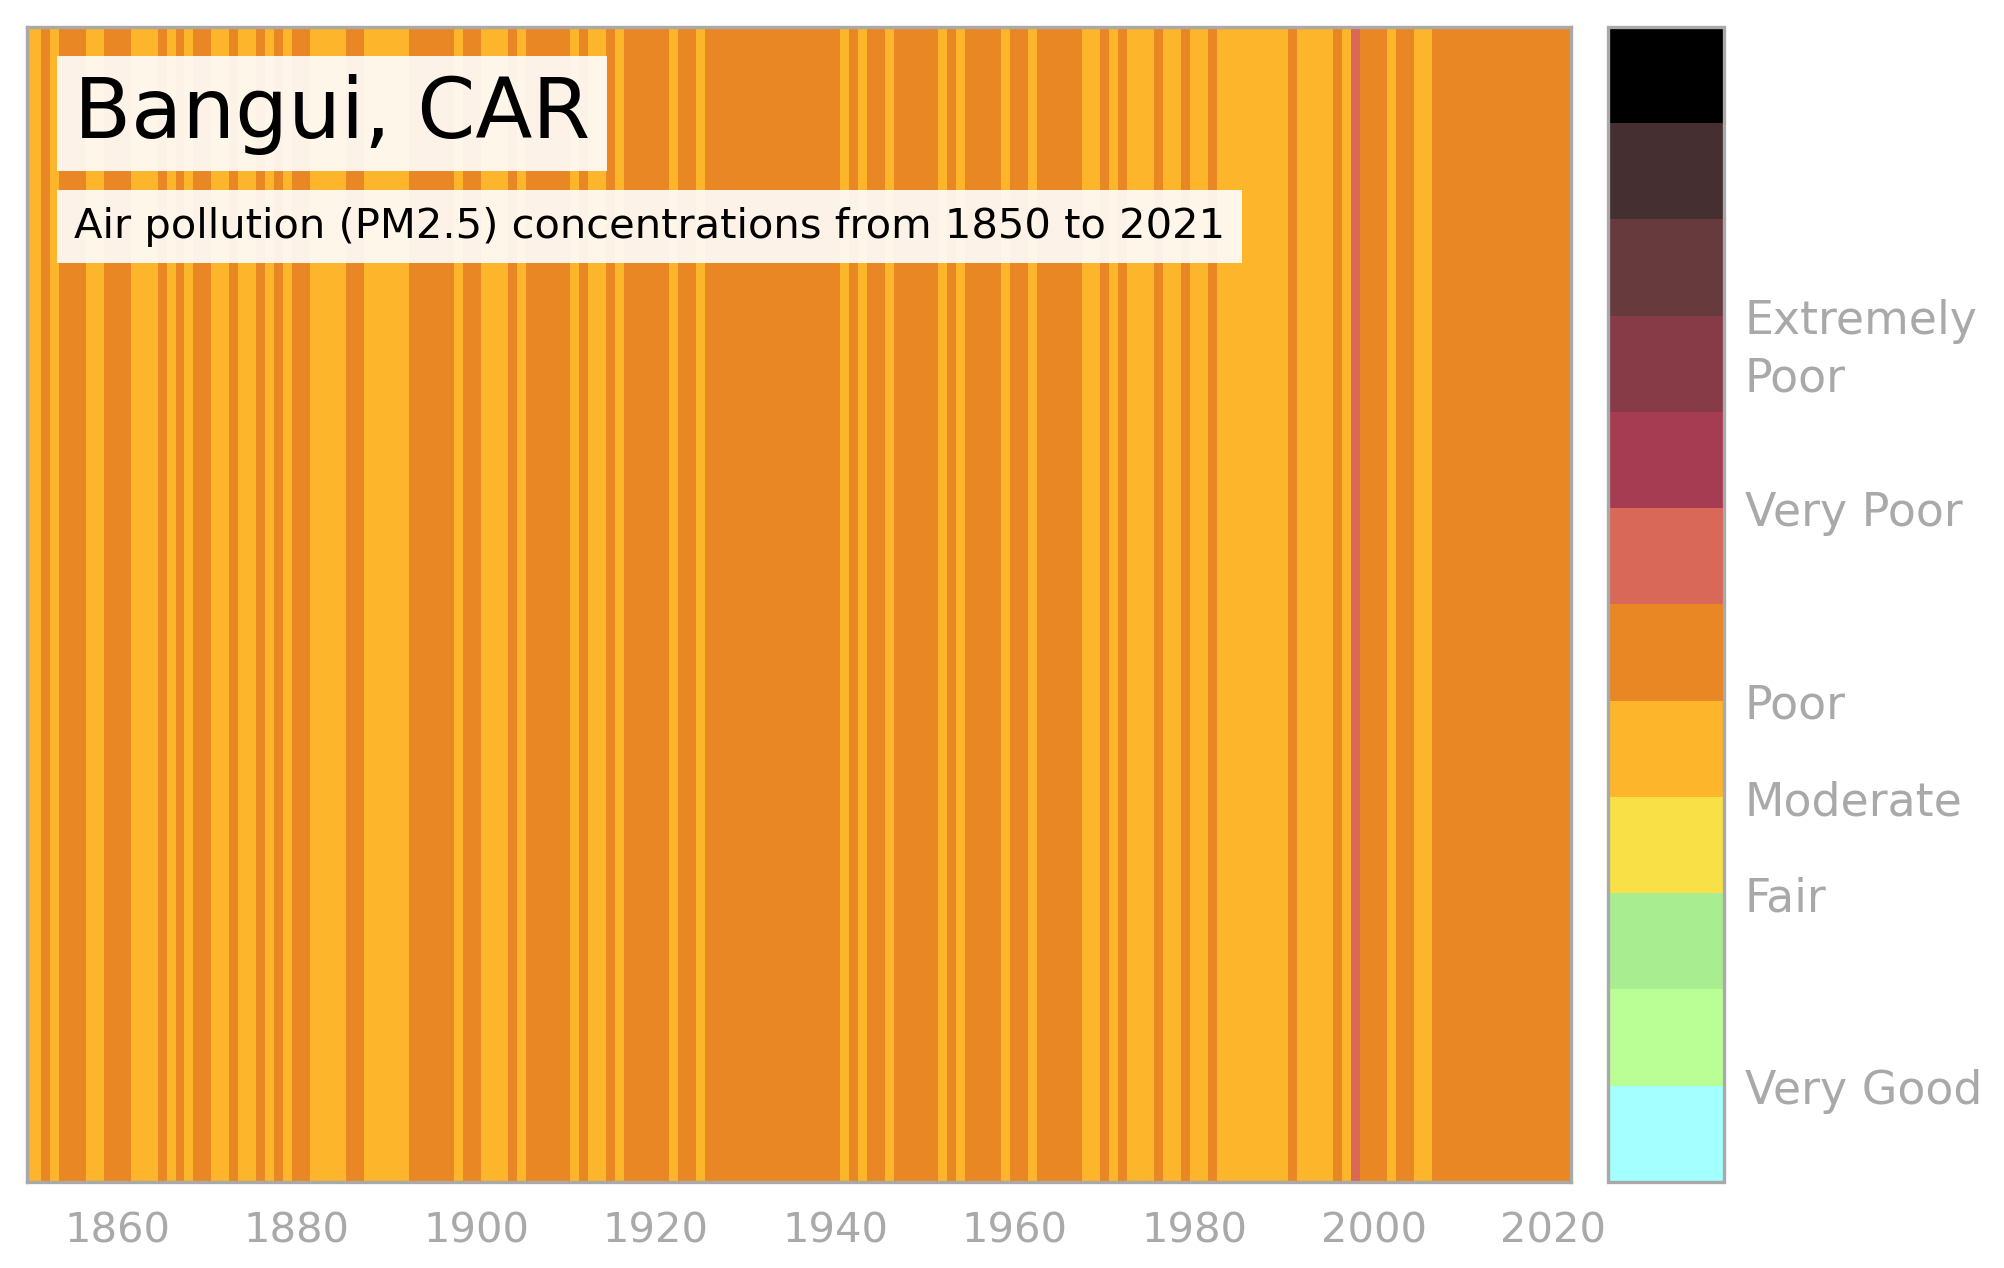 Bangui, CAR
Air pollution (PM2.5) concentrations from 1850 to 2021
Extremely
Poor
Very Poor
Poor
Moderate
Fair
Very Good
1860 1880 1900 1920 1940 1960 1980 2000 2020